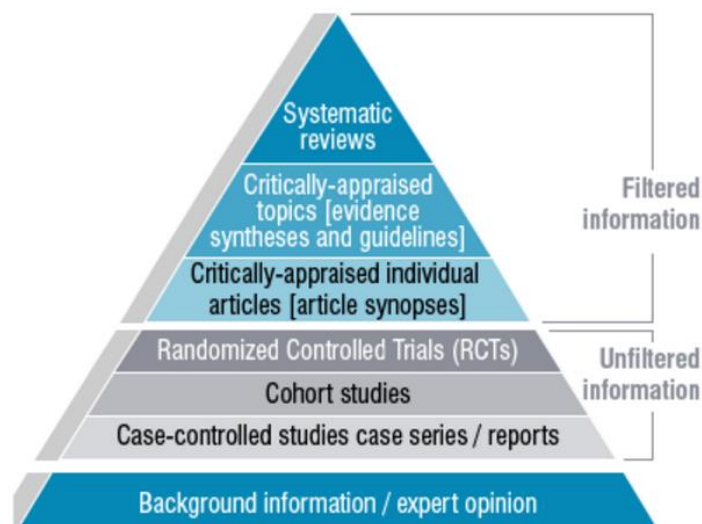 Systematic
reviews
Critically-appraised
topics [evidence
syntheses and guidelines]
Critically-appraised individual
articles [article synopses]
Filtered
information
Randomized Controlled Trials (RCTs)
Cohort studies
Case-controlled studies case series / reports
Unfiltered
information
Background information / expert opinion